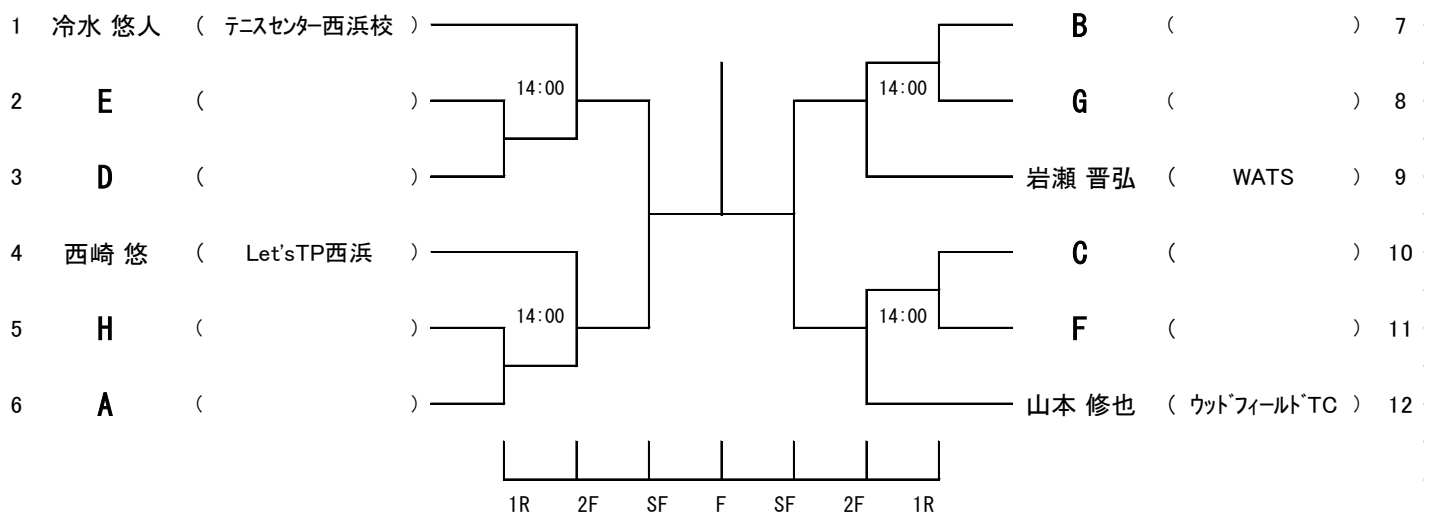 1 冷水 悠人 ( テニスセンター西浜校 ) B ( ) 7
14:00 14:00
2 E ( ) G ( ) 8
3 D ( ) 岩瀬 晋弘 ( WATS ) 9
4 西崎 悠 ( Let'sTP西浜 ) C ( ) 10
14:00 14:00
5 H ( ) F ( ) 11
6 A ( ) 山本 修也 ( ウッドフィールドTC ) 12
1R 2F SF F SF 2F 1R